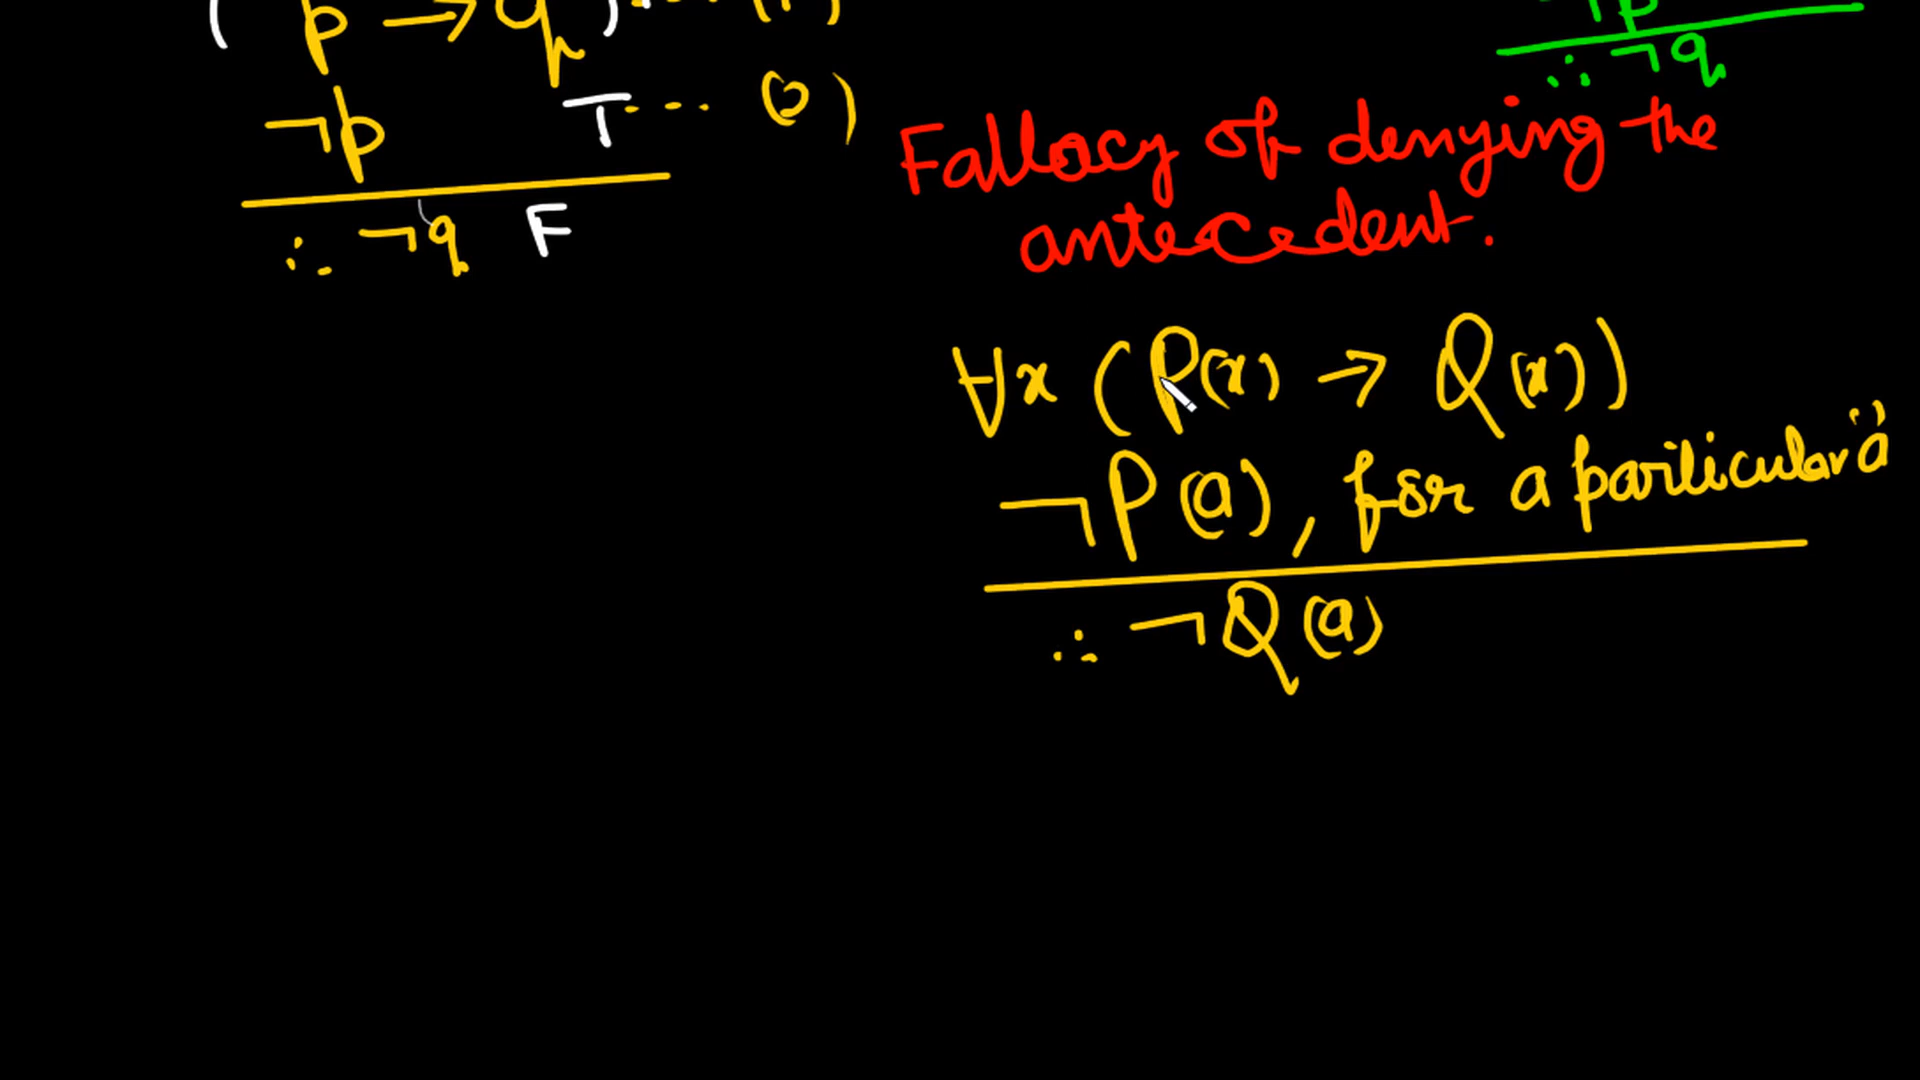 ( p → q )
¬p T --- (2)
∴ ¬q F
¬p
∴ ¬q
Fallacy of denying the
antecedent.
∀x (P(x) → Q(x))
¬P(a), for a particular "a"
∴ ¬Q(a)